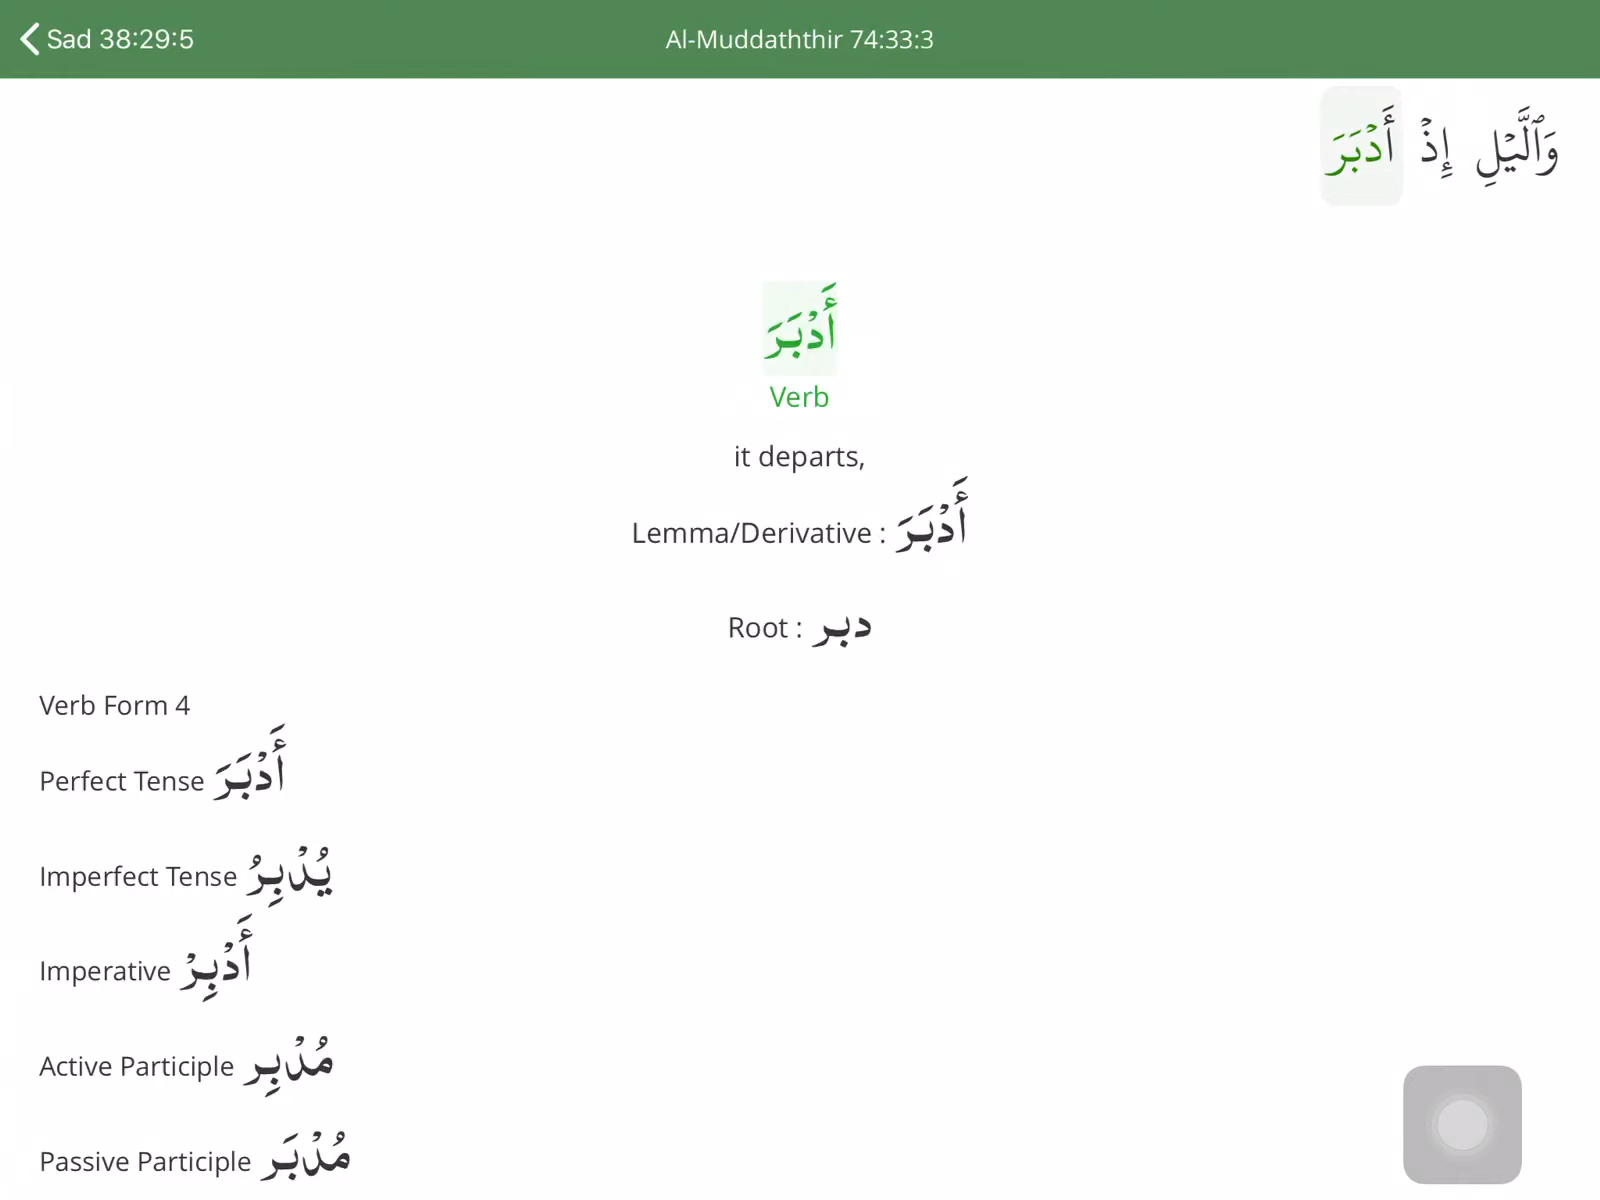 Sad 38:29:5
Al-Muddaththir 74:33:3
وَٱلَّيْلِ إِذْ أَدْبَرَ
أَدْبَرَ
Verb
it departs,
Lemma/Derivative : أَدْبَرَ
Root : دبر
Verb Form 4
Perfect Tense أَدْبَرَ
Imperfect Tense يُدْبِرُ
Imperative أَدْبِرْ
Active Participle مُدْبِر
Passive Participle مُدْبَر